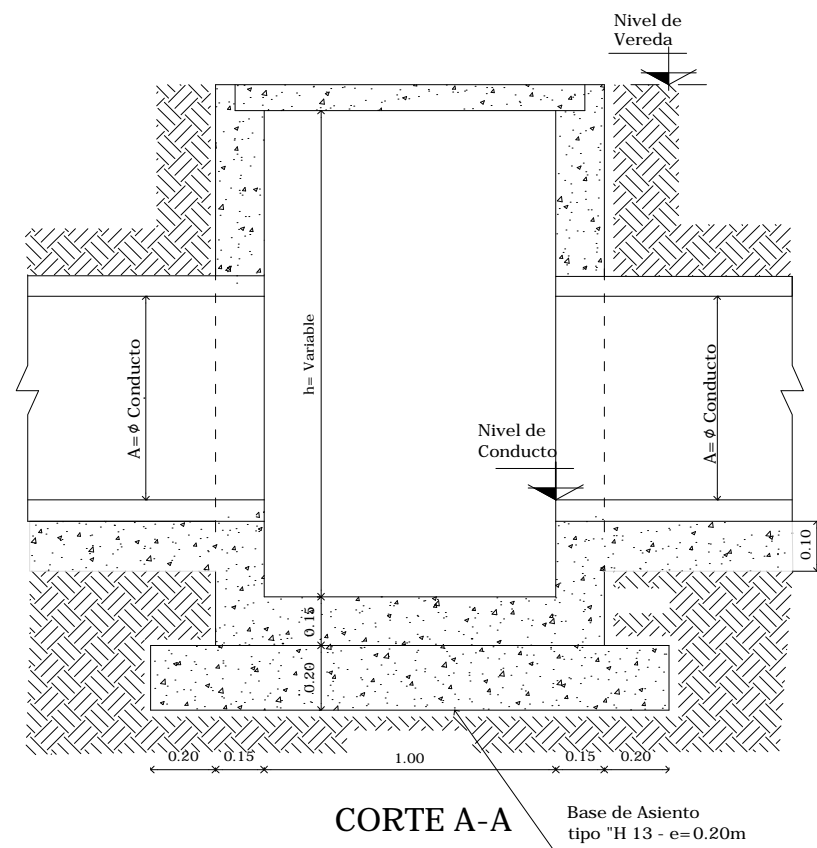 Nivel de
Vereda
h= Variable
A=ϕ Conducto
A=ϕ Conducto
Nivel de
Conducto
0.10
0.15
0.20
0.20
0.15
1.00
0.15
0.20
CORTE A-A
Base de Asiento
tipo "H 13 - e=0.20m